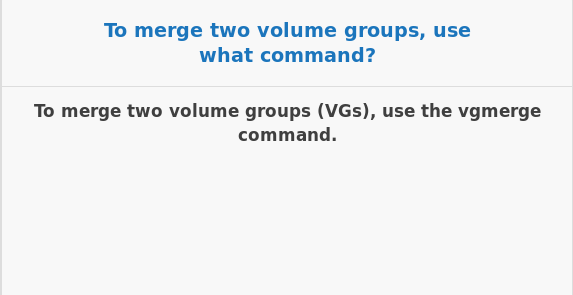 To merge two volume groups, use
what command?
To merge two volume groups (VGs), use the vgmerge
command.